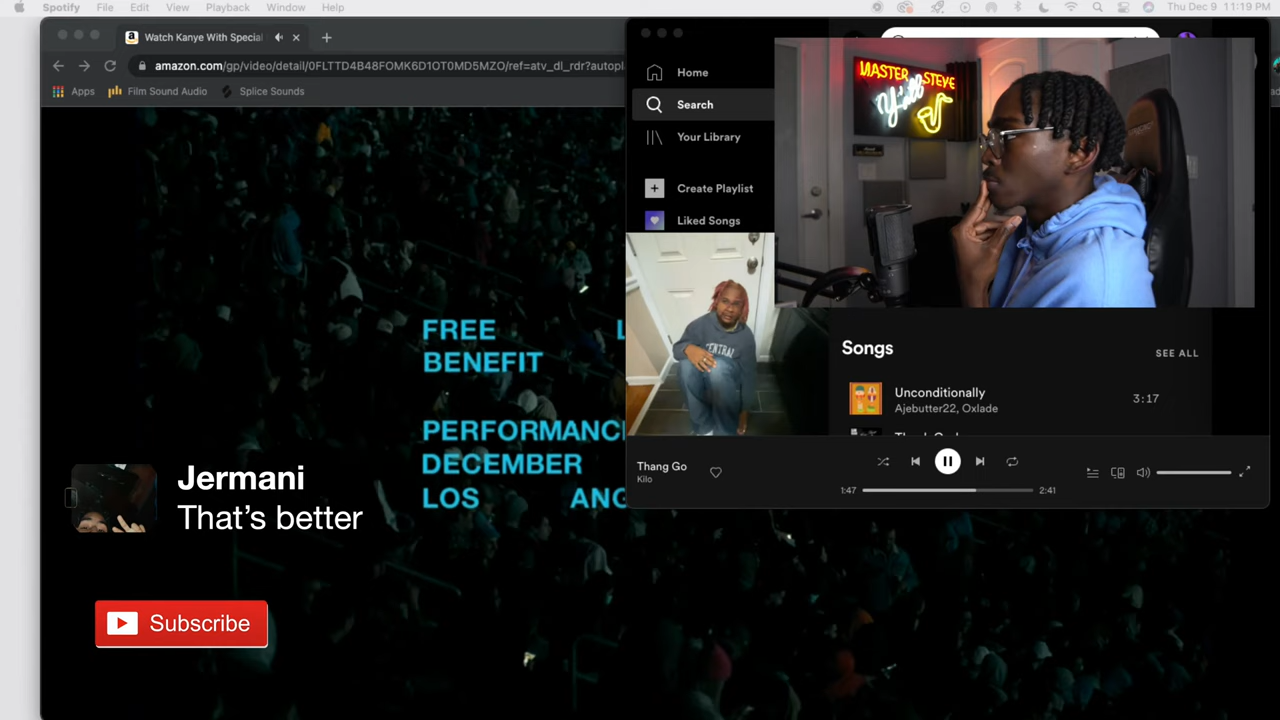 Spotify File Edit View Playback Window Help
Thu Dec 9 11:19 PM
Watch Kanye With Special
amazon.com/gp/video/detail/0FLTTD4B48FOMK6D1OT0MD5MZO/ref=atv_dl_rdr?autopl
Apps Film Sound Audio Splice Sounds
Home
Search
Your Library
Create Playlist
Liked Songs
MASTER STEVE
Y'all
CENTRAL
FREE
BENEFIT
PERFORMANC
DECEMBER
LOS ANG
Songs
SEE ALL
Unconditionally
Ajebutter22, Oxlade
3:17
Thang Go
Kilo
1:47
2:41
Jermani
That's better
Subscribe